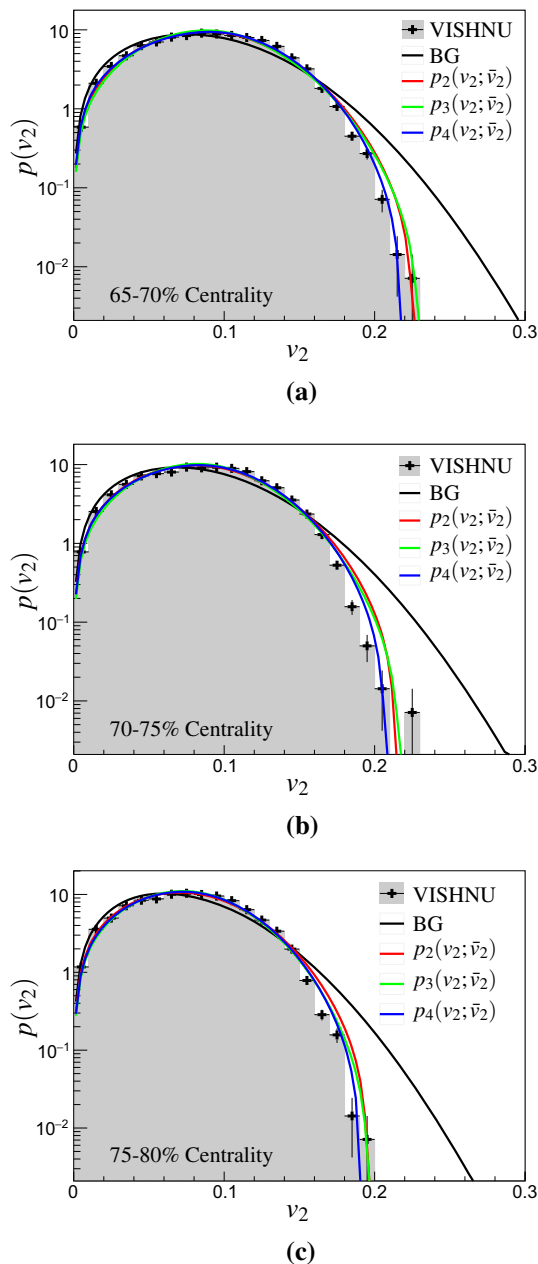 10
1
10⁻¹
10⁻²
p(v₂)
VISHNU
BG
p₂(v₂; v̄₂)
p₃(v₂; v̄₂)
p₄(v₂; v̄₂)
65-70% Centrality
0 0.1 0.2 0.3
v₂
(a)
10
1
10⁻¹
10⁻²
p(v₂)
VISHNU
BG
p₂(v₂; v̄₂)
p₃(v₂; v̄₂)
p₄(v₂; v̄₂)
70-75% Centrality
0 0.1 0.2 0.3
v₂
(b)
10
1
10⁻¹
10⁻²
p(v₂)
VISHNU
BG
p₂(v₂; v̄₂)
p₃(v₂; v̄₂)
p₄(v₂; v̄₂)
75-80% Centrality
0 0.1 0.2 0.3
v₂
(c)